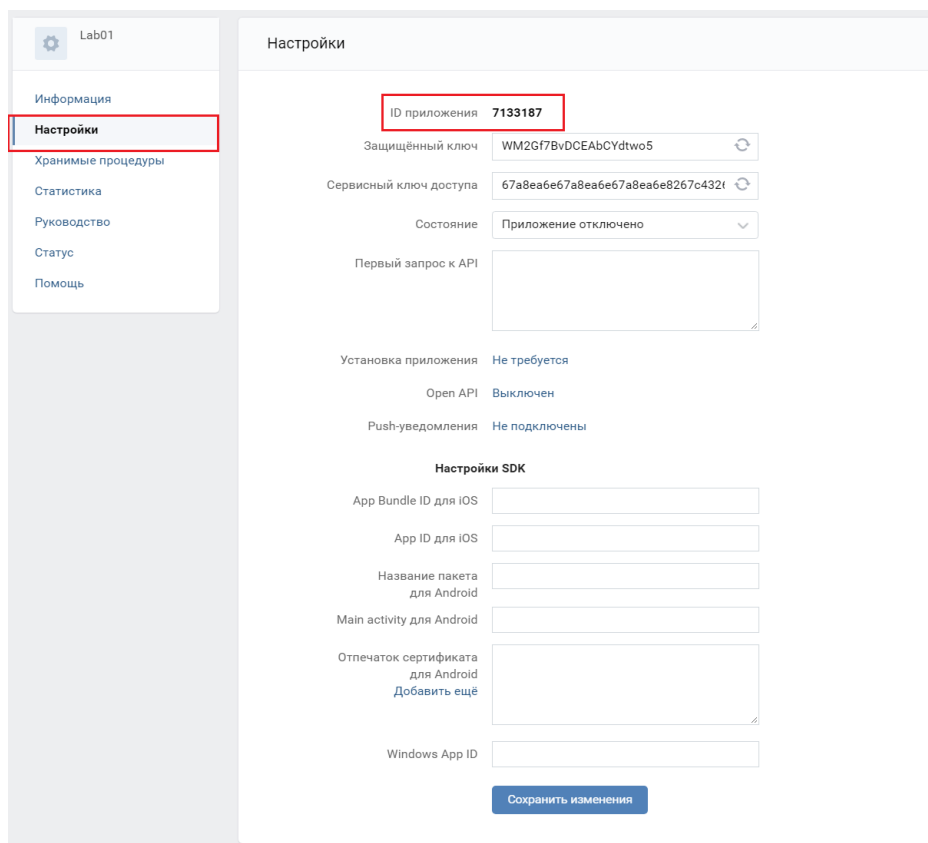 Lab01
Информация
Настройки
Хранимые процедуры
Статистика
Руководство
Статус
Помощь
Настройки
ID приложения 7133187
Защищённый ключ WM2Gf7BvDCEAbCYdtwo5
Сервисный ключ доступа 67a8ea6e67a8ea6e67a8ea6e8267c432
Состояние Приложение отключено
Первый запрос к API
Установка приложения Не требуется
Open API Выключен
Push-уведомления Не подключены
Настройки SDK
App Bundle ID для iOS
App ID для iOS
Название пакета
для Android
Main activity для Android
Отпечаток сертификата
для Android
Добавить ещё
Windows App ID
Сохранить изменения